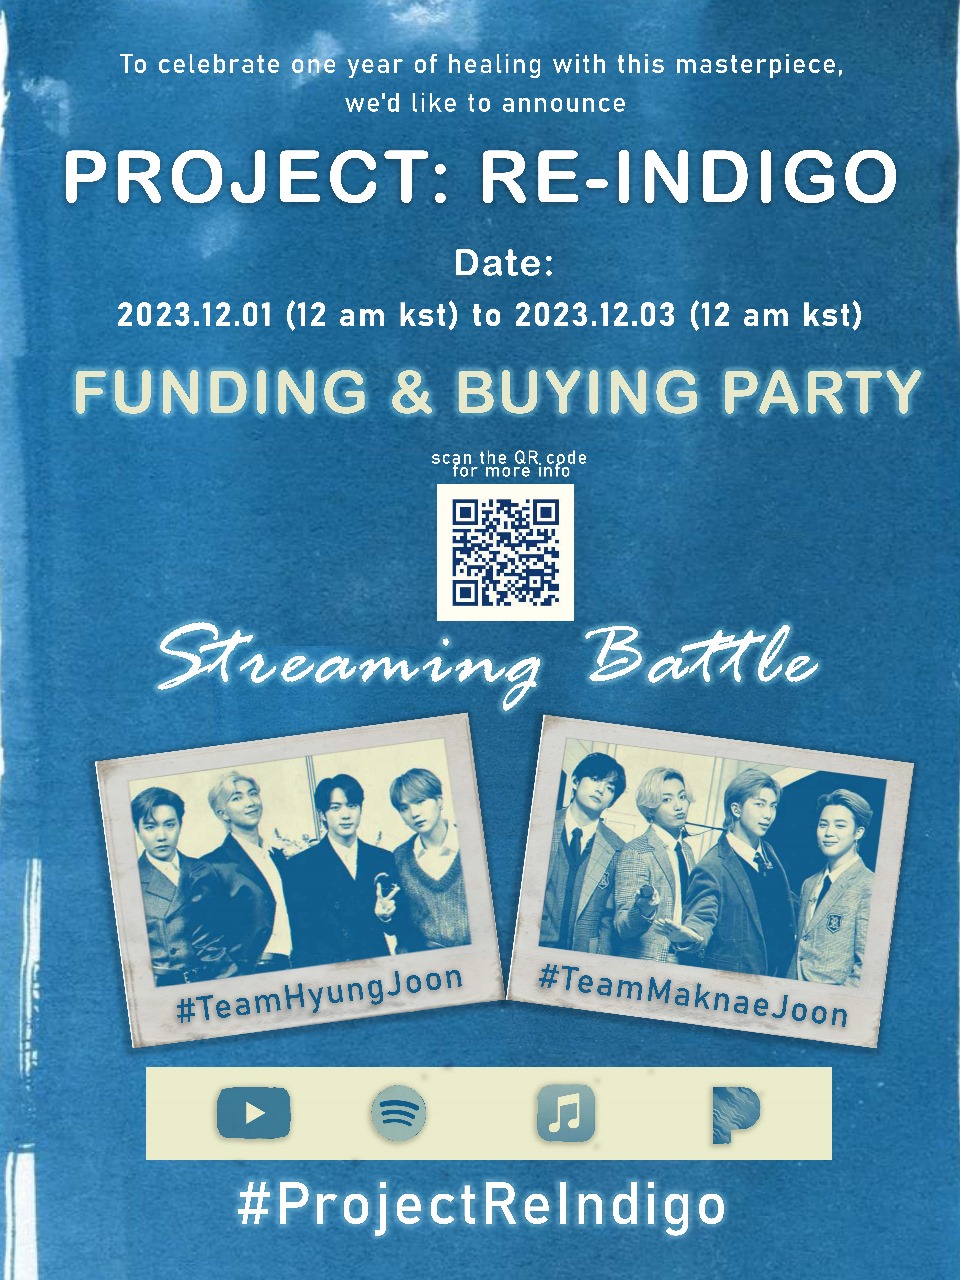 To celebrate one year of healing with this masterpiece,
we'd like to announce
PROJECT: RE-INDIGO
Date:
2023.12.01 (12 am kst) to 2023.12.03 (12 am kst)
FUNDING & BUYING PARTY
scan the QR code
for more info
Streaming Battle
#TeamHyungJoon
#TeamMaknaeJoon
#ProjectReIndigo